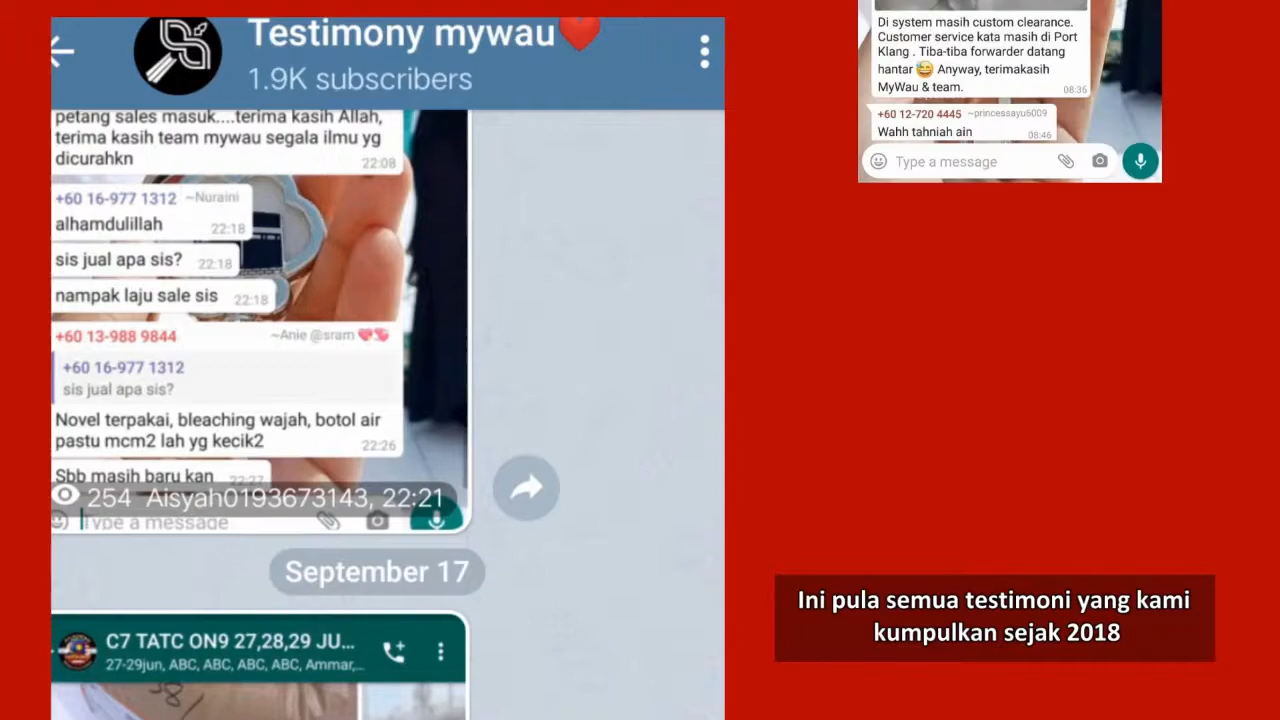 Testimony mywau❤️
1.9K subscribers
petang sales masuk....terima kasih Allah,
terima kasih team mywau segala ilmu yg
dicurahkn
22:08
+60 16-977 1312 ~Nuraini
alhamdulillah
22:18
sis jual apa sis? 22:18
nampak laju sale sis 22:18
+60 13-988 9844 ~Anie @sram 💓💞
+60 16-977 1312
sis jual apa sis?
Novel terpakai, bleaching wajah, botol air
pastu mcm2 lah yg kecik2 22:26
Sbb masih baru kan 22:27
254 Aisyah0193673143, 22:21
Type a message
September 17
C7 TATC ON9 27,28,29 JU...
27-29jun, ABC, ABC, ABC, ABC, Ammar,...
Di system masih custom clearance.
Customer service kata masih di Port
Klang . Tiba-tiba forwarder datang
hantar 😅 Anyway, terimakasih
MyWau & team. 08:36
+60 12-720 4445 ~princessayu6009
Wahh tahniah ain 08:46
Type a message
Ini pula semua testimoni yang kami
kumpulkan sejak 2018